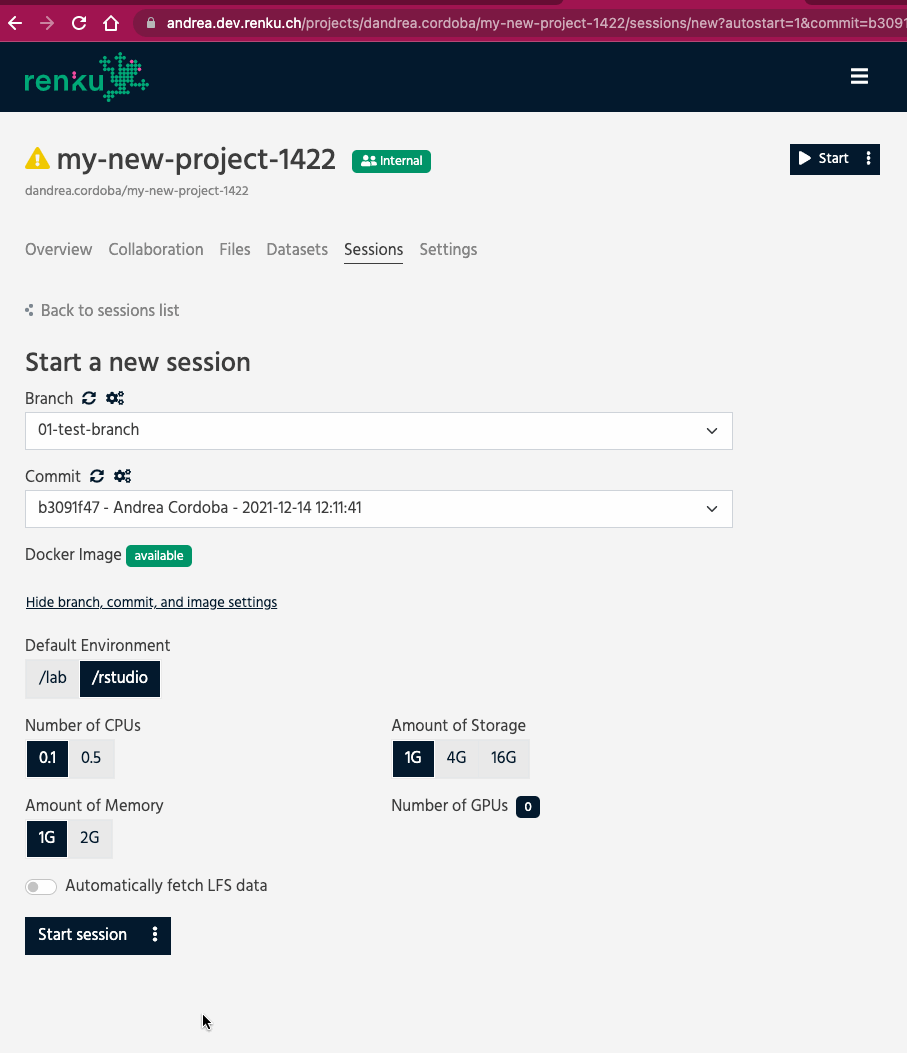 andrea.dev.renku.ch/projects/dandrea.cordoba/my-new-project-1422/sessions/new?autostart=1&commit=b3091
renku
my-new-project-1422 Internal
Start
dandrea.cordoba/my-new-project-1422
Overview Collaboration Files Datasets Sessions Settings
Back to sessions list
Start a new session
Branch
01-test-branch
Commit
b3091f47 - Andrea Cordoba - 2021-12-14 12:11:41
Docker Image available
Hide branch, commit, and image settings
Default Environment
/lab /rstudio
Number of CPUs
0.1 0.5
Amount of Storage
1G 4G 16G
Amount of Memory
1G 2G
Number of GPUs 0
Automatically fetch LFS data
Start session